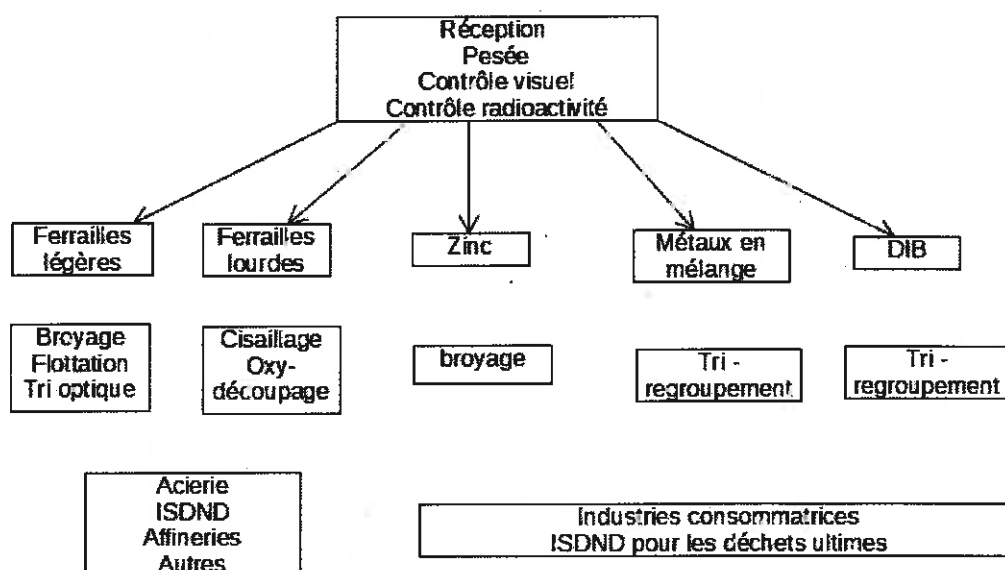 Réception
Pesée
Contrôle visuel
Contrôle radioactivité
Ferrailles
légères
Ferrailles
lourdes
Zinc
Métaux en
mélange
DIB
Broyage
Flottation
Tri optique
Cisaillage
Oxy-
découpage
broyage
Tri -
regroupement
Tri -
regroupement
Acierie
ISDND
Affineries
Autres
Industries consommatrices
ISDND pour les déchets ultimes